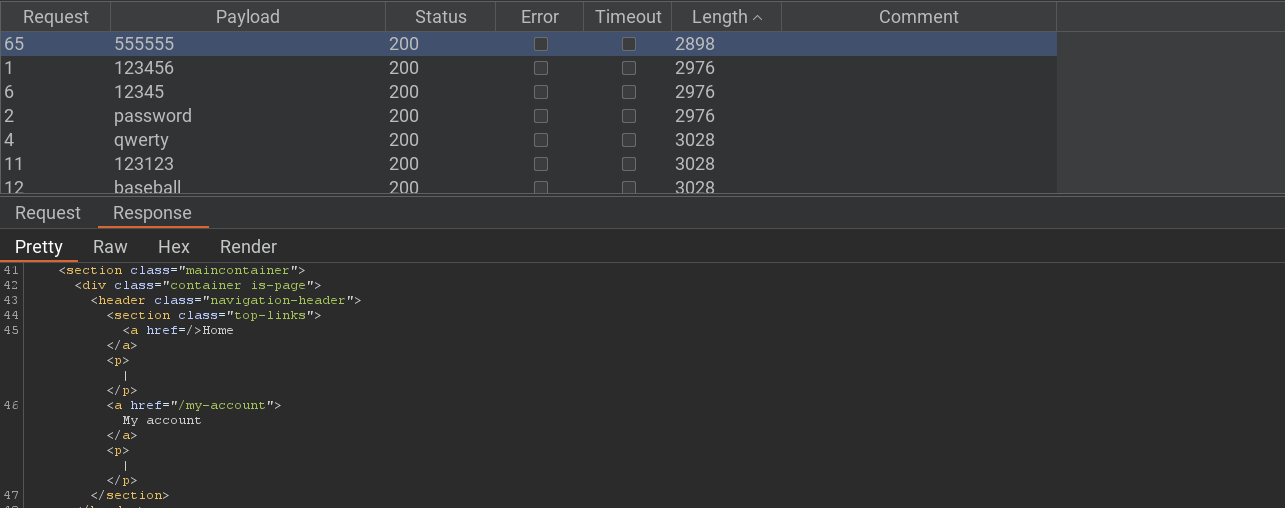 Request Payload Status Error Timeout Length Comment
65 555555 200 2898
1 123456 200 2976
6 12345 200 2976
2 password 200 2976
4 qwerty 200 3028
11 123123 200 3028
12 baseball 200 3028
Request Response
Pretty Raw Hex Render
41 <section class="maincontainer">
42 <div class="container is-page">
43 <header class="navigation-header">
44 <section class="top-links">
45 <a href=/>Home
</a>
<p>
|
</p>
46 <a href="/my-account">
My account
</a>
<p>
|
</p>
47 </section>